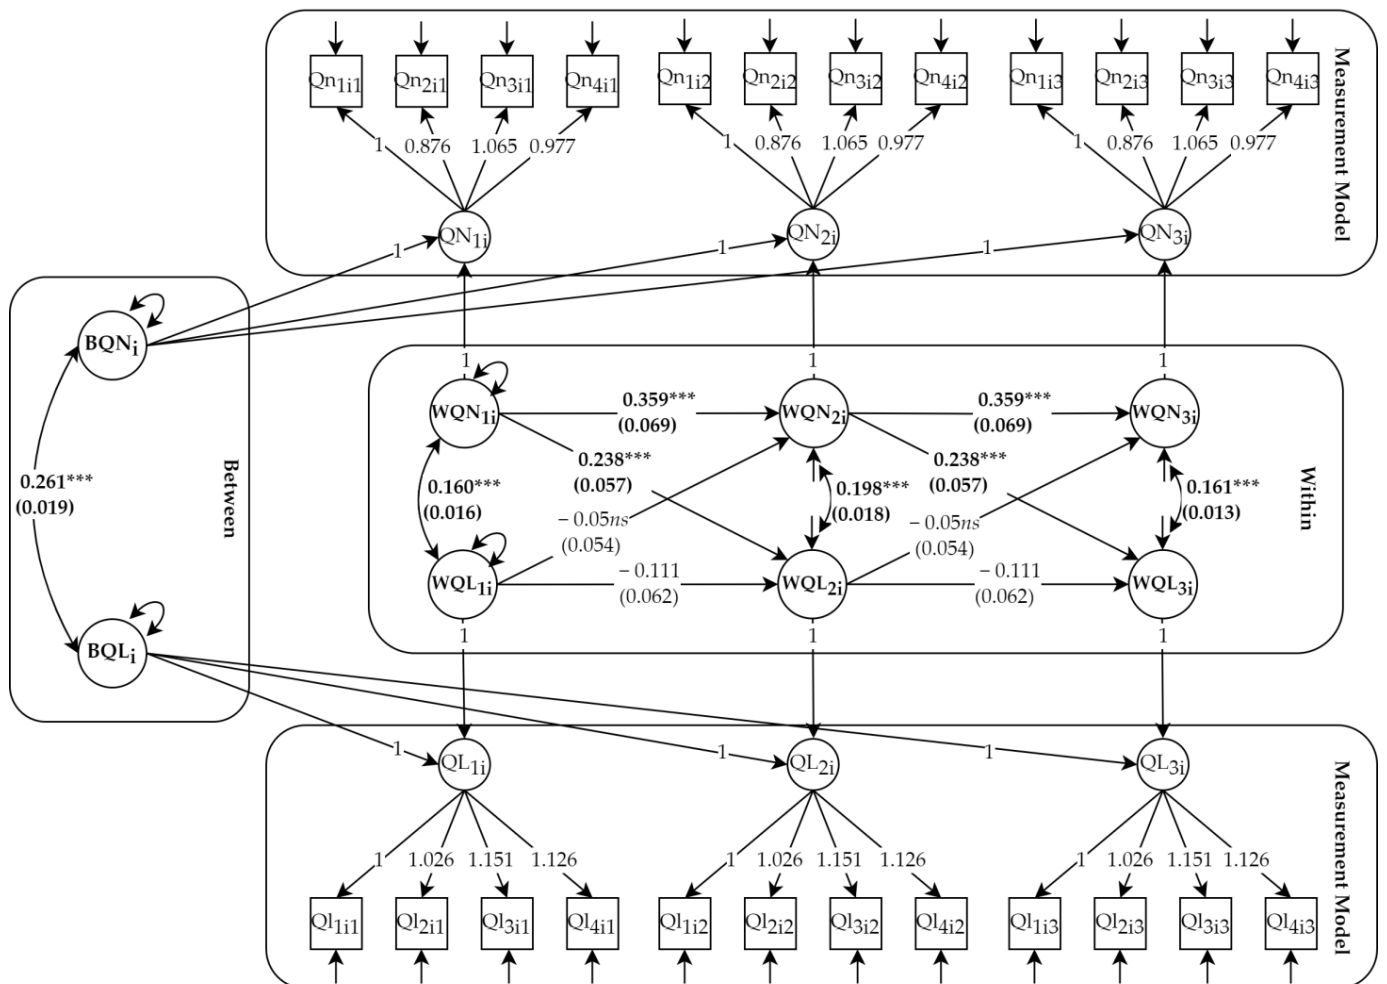 Qn1i1 Qn2i1 Qn3i1 Qn4i1 Qn1i2 Qn2i2 Qn3i2 Qn4i2 Qn1i3 Qn2i3 Qn3i3 Qn4i3
Measurement Model
1 0.876 1.065 0.977 1 0.876 1.065 0.977 1 0.876 1.065 0.977
QN1i QN2i QN3i
1 1 1
BQNi
Between
0.261***
(0.019)
BQLi
1 1 1
WQN1i WQN2i WQN3i
0.359*** 0.359***
(0.069) (0.069)
0.238*** 0.238***
(0.057) (0.057)
0.160*** 0.198*** 0.161***
(0.016) (0.018) (0.013)
Within
– 0.05ns – 0.05ns
(0.054) (0.054)
– 0.111 – 0.111
(0.062) (0.062)
WQL1i WQL2i WQL3i
1 1 1
1 1 1
QL1i QL2i QL3i
Measurement Model
1 1.026 1.151 1.126 1 1.026 1.151 1.126 1 1.026 1.151 1.126
Ql1i1 Ql2i1 Ql3i1 Ql4i1 Ql1i2 Ql2i2 Ql3i2 Ql4i2 Ql1i3 Ql2i3 Ql3i3 Ql4i3